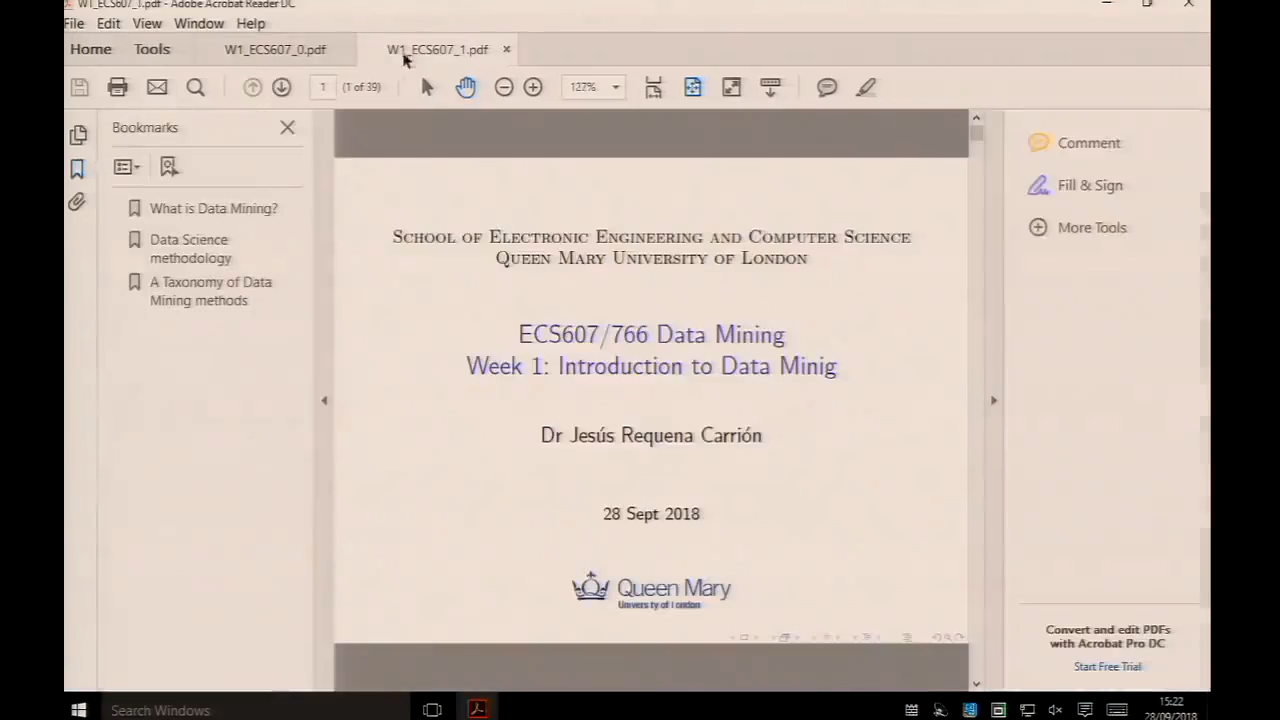 W1_ECS607_1.pdf - Adobe Acrobat Reader DC
File Edit View Window Help
Home Tools W1_ECS607_0.pdf W1_ECS607_1.pdf ×
1 (1 of 39) 127%
Bookmarks
What is Data Mining?
Data Science
methodology
A Taxonomy of Data
Mining methods
School of Electronic Engineering and Computer Science
Queen Mary University of London
ECS607/766 Data Mining
Week 1: Introduction to Data Minig
Dr Jesús Requena Carrión
28 Sept 2018
Queen Mary
University of London
Comment
Fill & Sign
More Tools
Convert and edit PDFs
with Acrobat Pro DC
Start Free Trial
Search Windows
15:22
28/09/2018